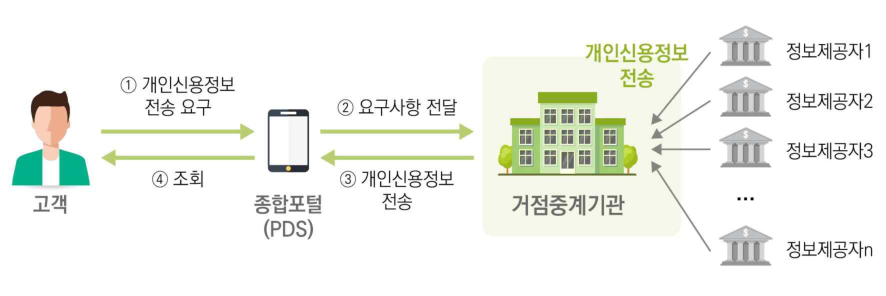 ① 개인신용정보
전송 요구
② 요구사항 전달
④ 조회
③ 개인신용정보
전송
고객
종합포털
(PDS)
거점중계기관
개인신용정보
전송
정보제공자1
정보제공자2
정보제공자3
...
정보제공자n
$
$
$
$